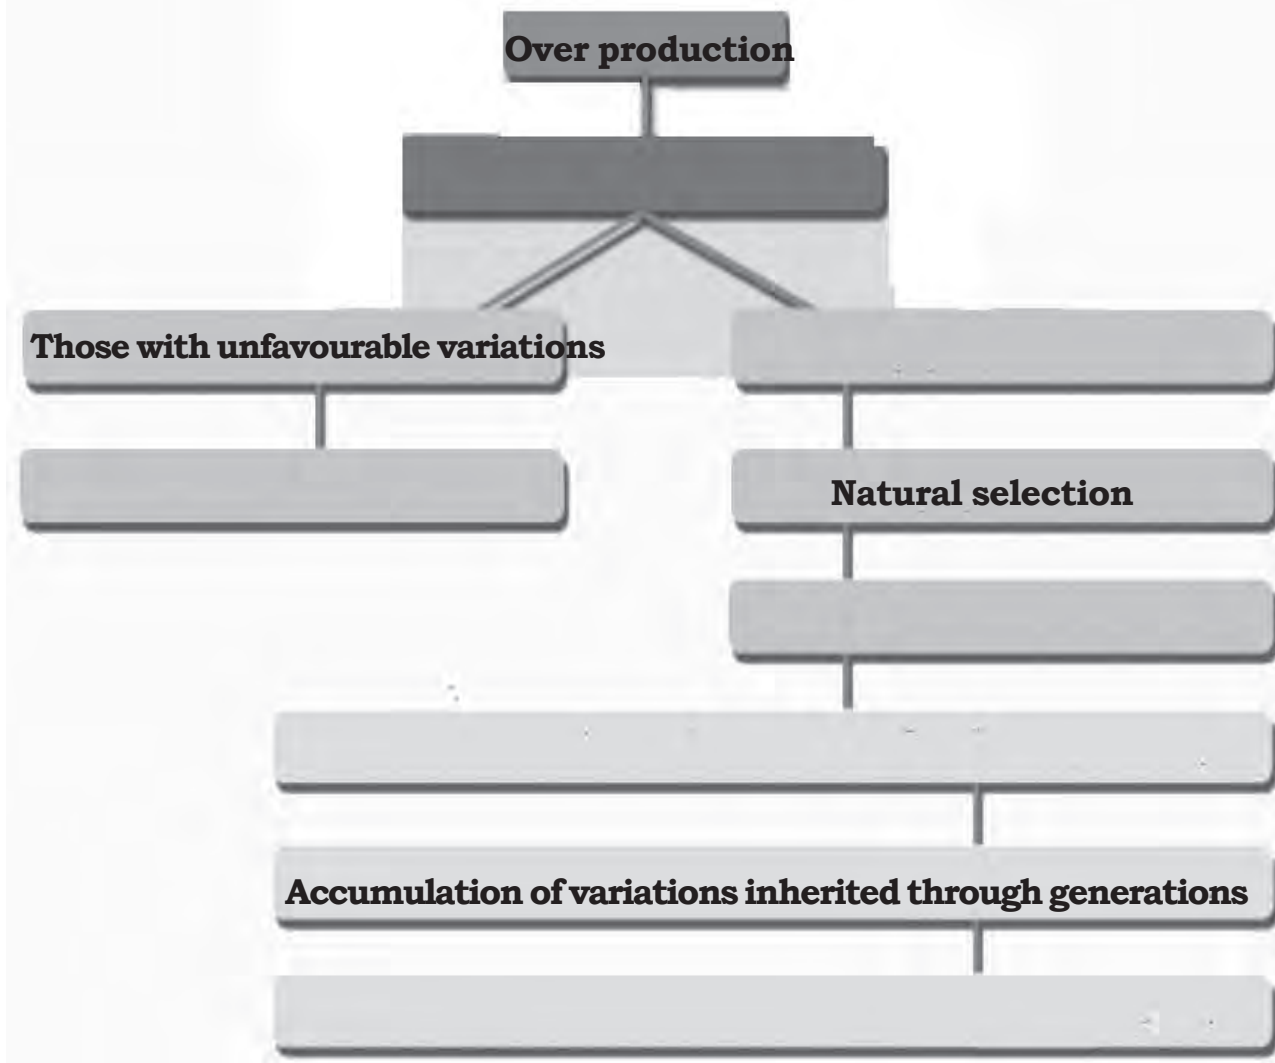 Over production
Those with unfavourable variations
Natural selection
Accumulation of variations inherited through generations